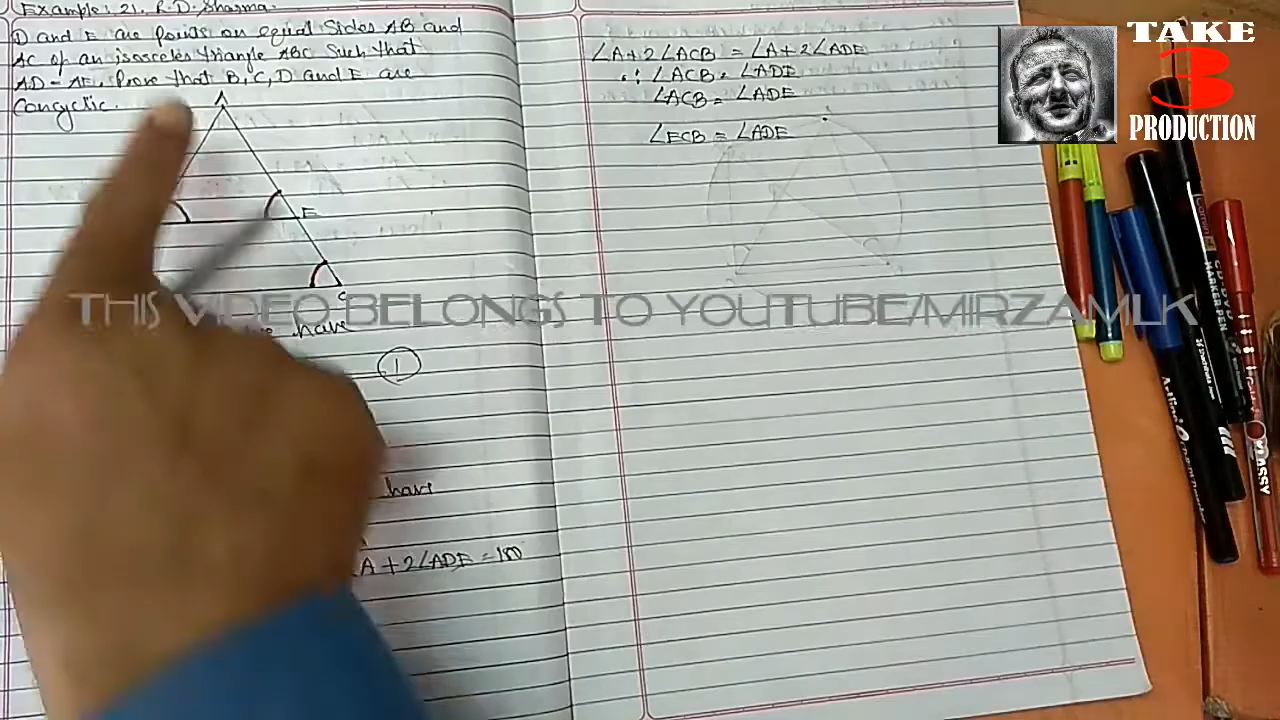 Example: 21. R.D. Sharma.
D and E are points on equal sides AB and
AC of an isosceles triangle ABC such that
AD = AE. Prove that B, C, D and E are
Concyclic.
A
E
C
have
1
have
∠A + 2∠ADE = 180
∠A + 2∠ACB = ∠A + 2∠ADE
∴ ∠ACB = ∠ADE
∠ACB = ∠ADE
∠ECB = ∠ADE
TAKE
3
PRODUCTION
THIS VIDEO BELONGS TO YOUTUBE/MIRZAMLK